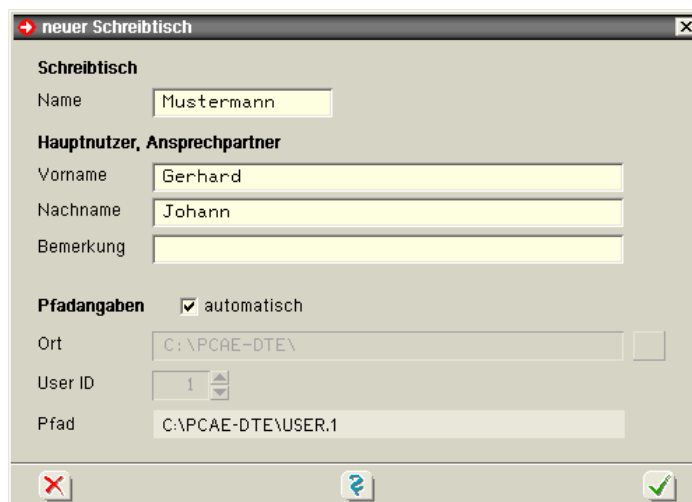 neuer Schreibtisch
Schreibtisch
Name Mustermann
Hauptnutzer, Ansprechpartner
Vorname Gerhard
Nachname Johann
Bemerkung
Pfadangaben automatisch
Ort C:\PCAE-DTE\
User ID 1
Pfad C:\PCAE-DTE\USER.1